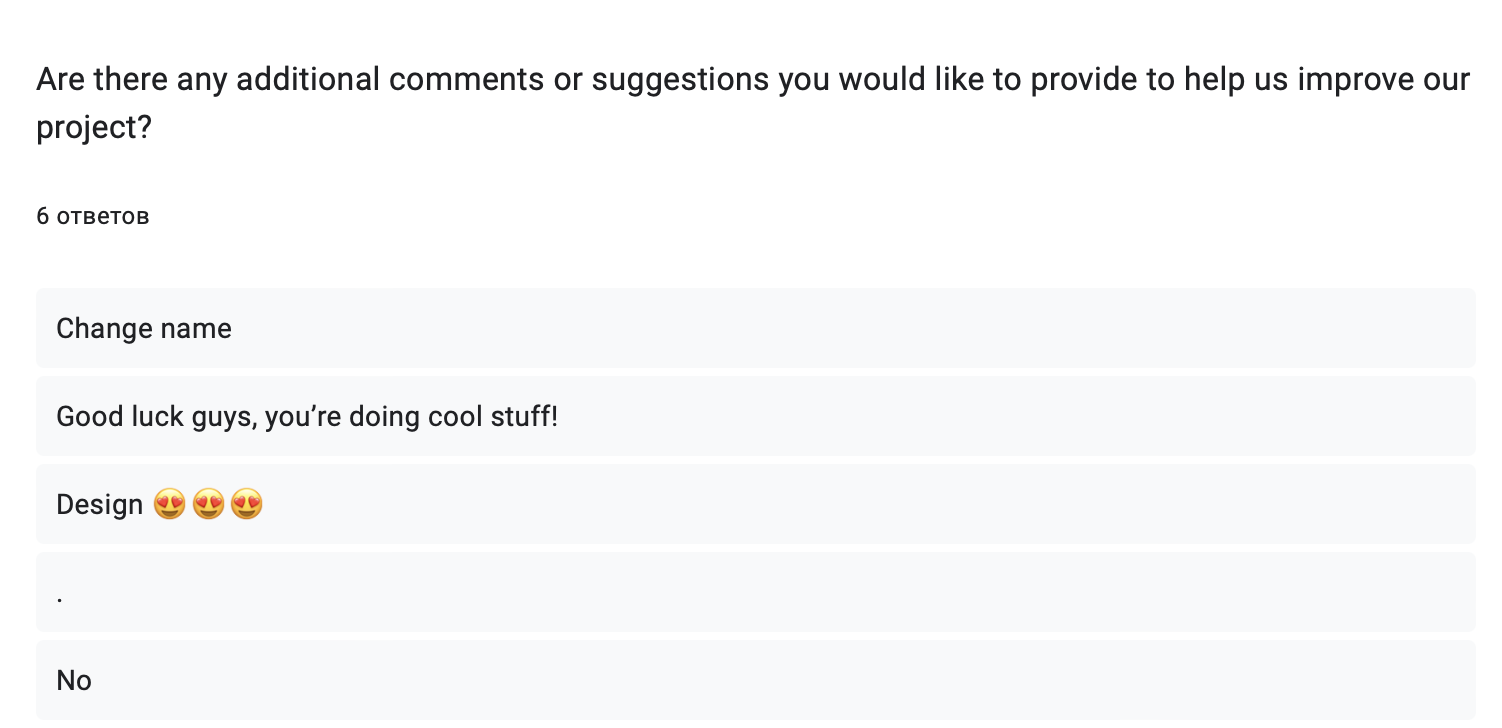 Are there any additional comments or suggestions you would like to provide to help us improve our
project?
6 ответов
Change name
Good luck guys, you’re doing cool stuff!
Design 😍😍😍
.
No